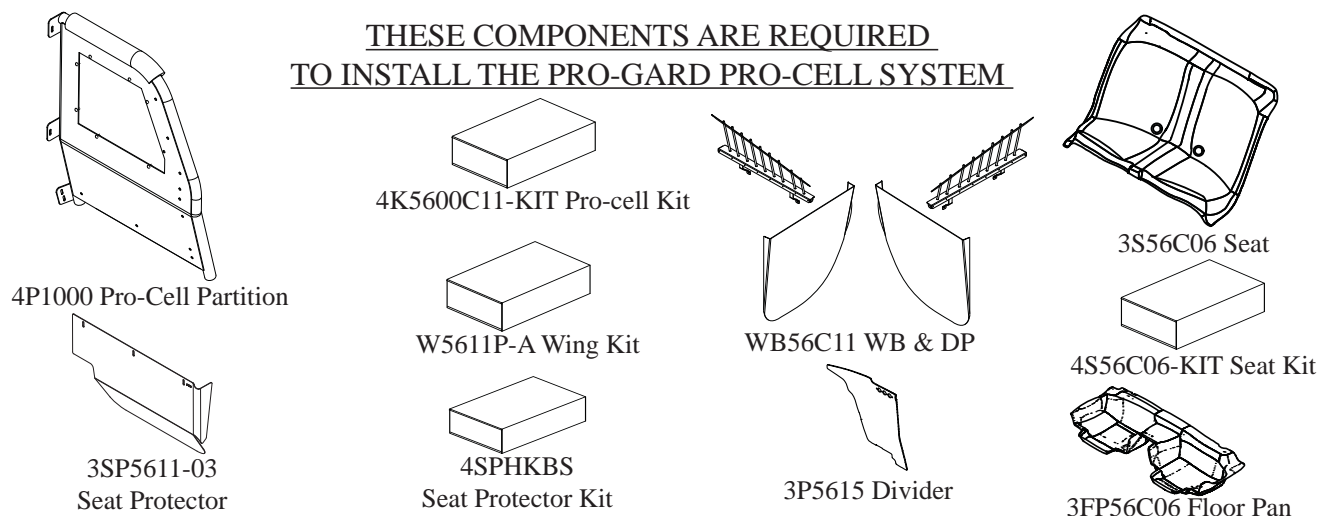 THESE COMPONENTS ARE REQUIRED
TO INSTALL THE PRO-GARD PRO-CELL SYSTEM
4P1000 Pro-Cell Partition
3SP5611-03
Seat Protector
4K5600C11-KIT Pro-cell Kit
W5611P-A Wing Kit
4SPHKBS
Seat Protector Kit
WB56C11 WB & DP
3P5615 Divider
3S56C06 Seat
4S56C06-KIT Seat Kit
3FP56C06 Floor Pan